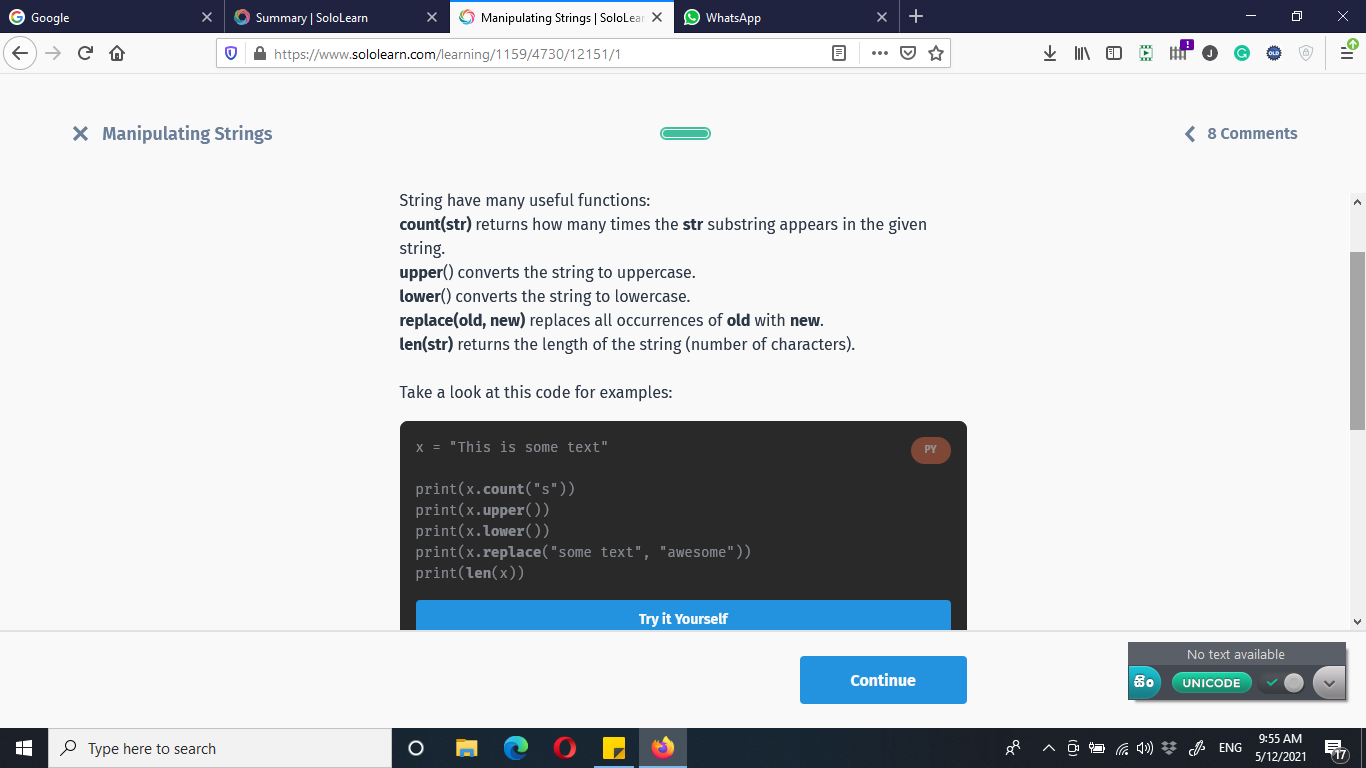 Google
Summary | SoloLearn
Manipulating Strings | SoloLear
WhatsApp
https://www.sololearn.com/learning/1159/4730/12151/1
Manipulating Strings
8 Comments
String have many useful functions:
count(str) returns how many times the str substring appears in the given
string.
upper() converts the string to uppercase.
lower() converts the string to lowercase.
replace(old, new) replaces all occurrences of old with new.
len(str) returns the length of the string (number of characters).
Take a look at this code for examples:
x = "This is some text"
PY
print(x.count("s"))
print(x.upper())
print(x.lower())
print(x.replace("some text", "awesome"))
print(len(x))
Try it Yourself
Continue
No text available
සිං
UNICODE
Type here to search
ENG
9:55 AM
5/12/2021
17